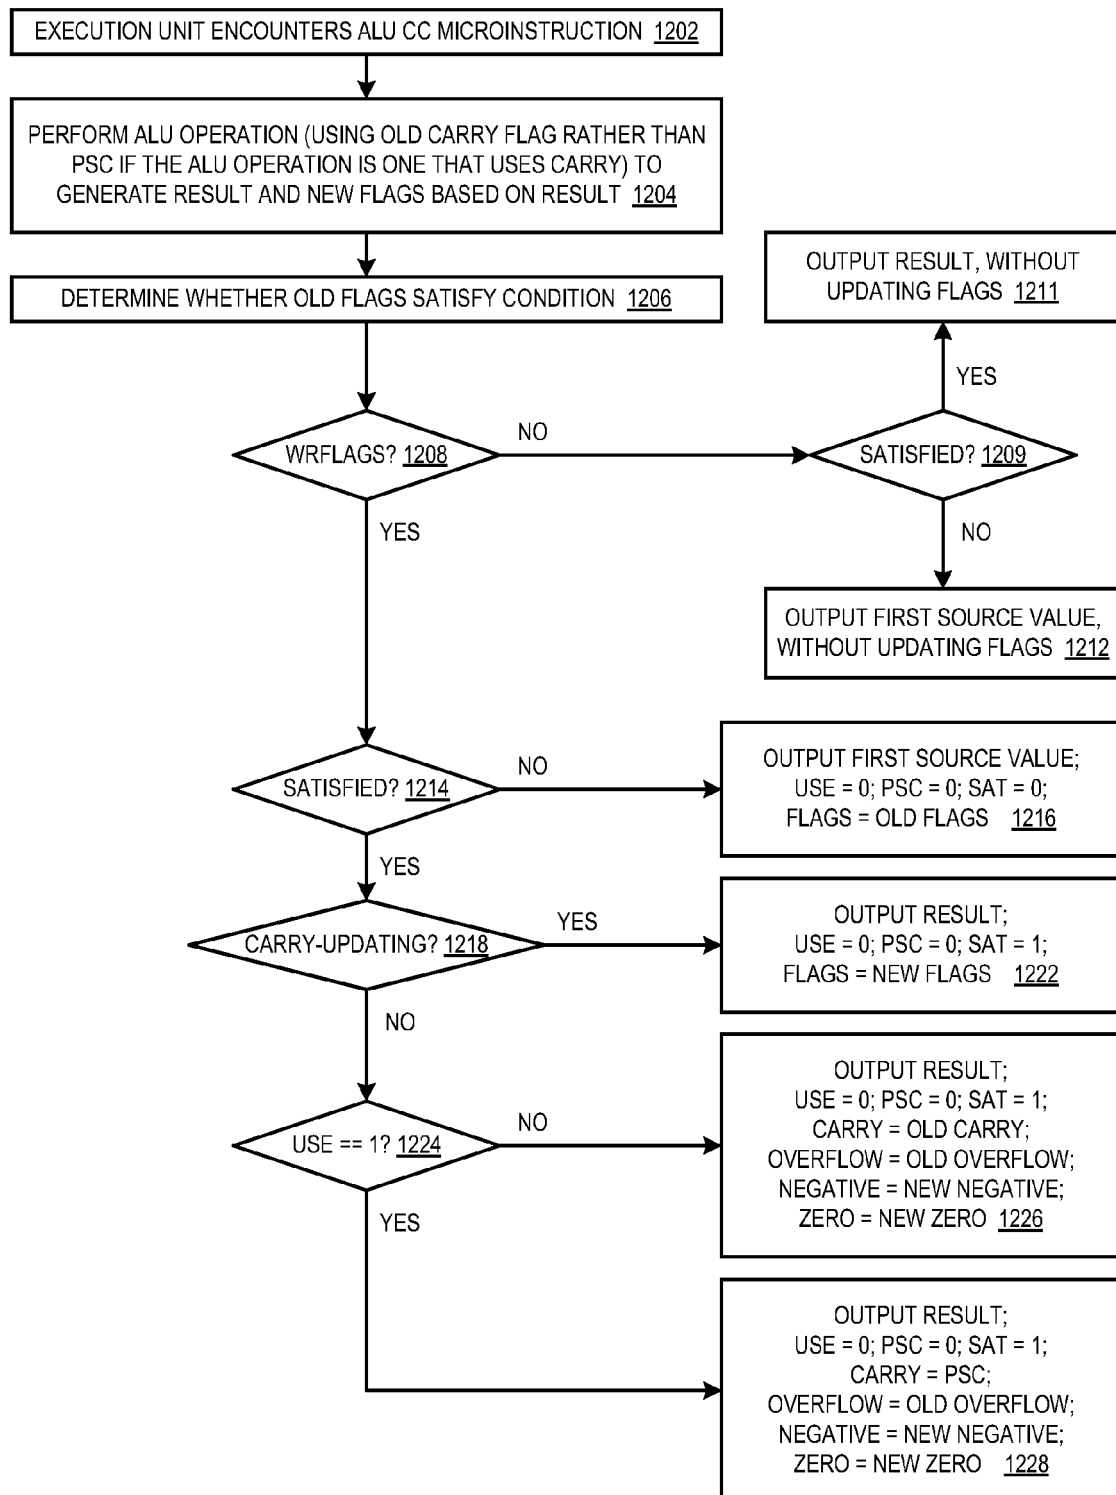 EXECUTION UNIT ENCOUNTERS ALU CC MICROINSTRUCTION 1202
PERFORM ALU OPERATION (USING OLD CARRY FLAG RATHER THAN
PSC IF THE ALU OPERATION IS ONE THAT USES CARRY) TO
GENERATE RESULT AND NEW FLAGS BASED ON RESULT 1204
DETERMINE WHETHER OLD FLAGS SATISFY CONDITION 1206
OUTPUT RESULT, WITHOUT
UPDATING FLAGS 1211
YES
WRFLAGS? 1208
NO
SATISFIED? 1209
YES
NO
OUTPUT FIRST SOURCE VALUE,
WITHOUT UPDATING FLAGS 1212
SATISFIED? 1214
NO
OUTPUT FIRST SOURCE VALUE;
USE = 0; PSC = 0; SAT = 0;
FLAGS = OLD FLAGS 1216
YES
CARRY-UPDATING? 1218
YES
OUTPUT RESULT;
USE = 0; PSC = 0; SAT = 1;
FLAGS = NEW FLAGS 1222
NO
USE == 1? 1224
NO
OUTPUT RESULT;
USE = 0; PSC = 0; SAT = 1;
CARRY = OLD CARRY;
OVERFLOW = OLD OVERFLOW;
NEGATIVE = NEW NEGATIVE;
ZERO = NEW ZERO 1226
YES
OUTPUT RESULT;
USE = 0; PSC = 0; SAT = 1;
CARRY = PSC;
OVERFLOW = OLD OVERFLOW;
NEGATIVE = NEW NEGATIVE;
ZERO = NEW ZERO 1228